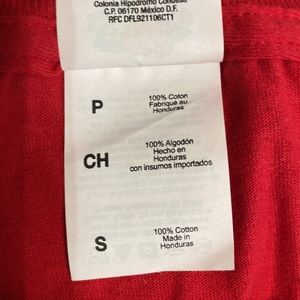 Colonia Hipódromo Condesa
C.P. 06170 México D. F.
RFC DFL921106CT1
P
100% Coton
Fabriqué au
Honduras
CH
100% Algodón
Hecho en
Honduras
con insumos importados
S
100% Cotton
Made in
Honduras